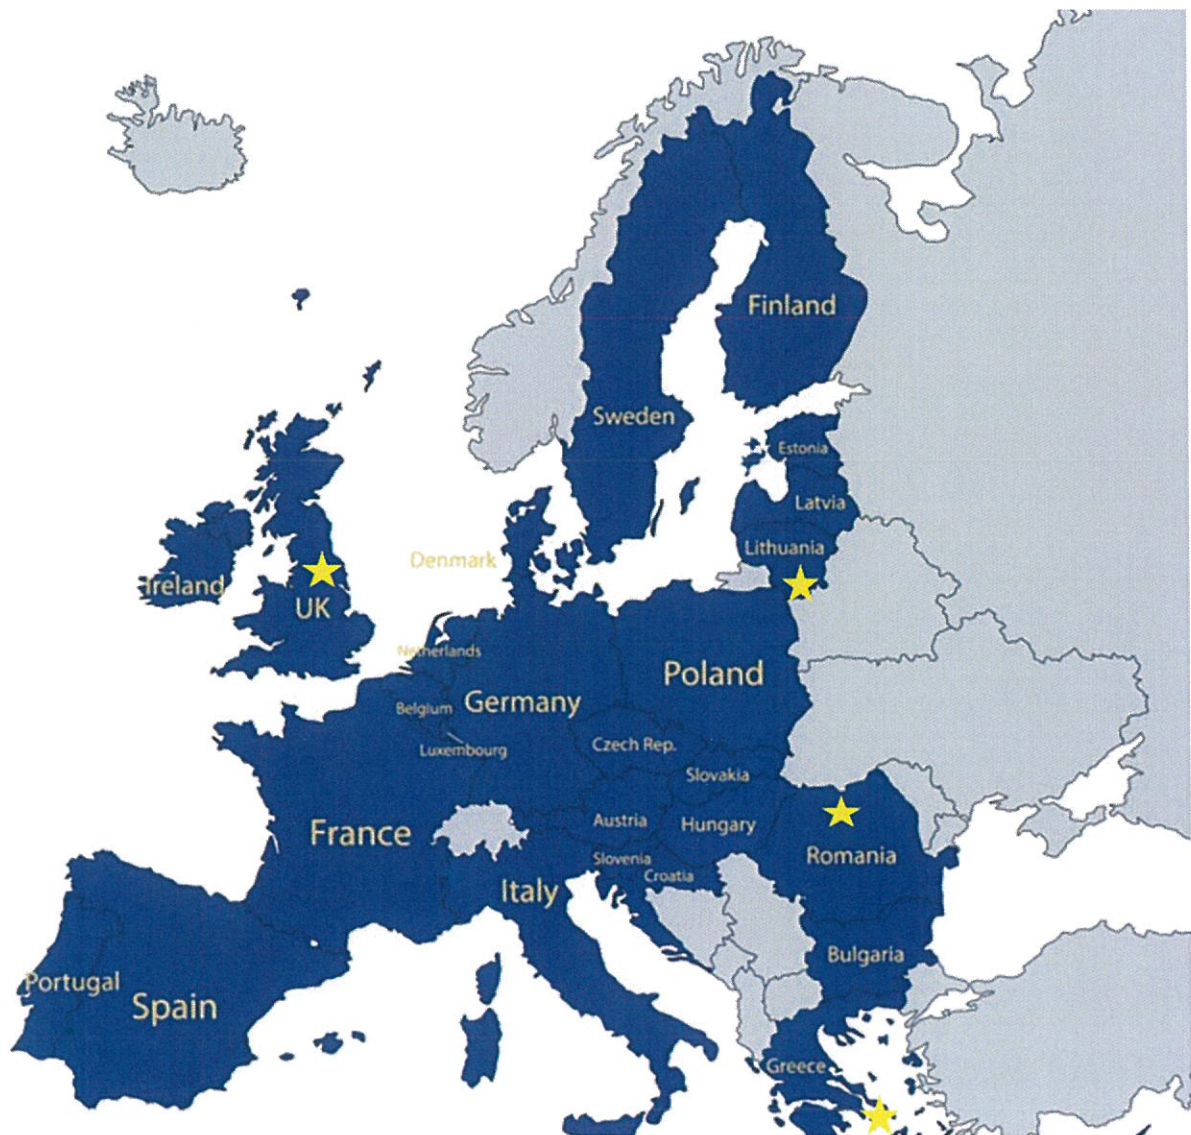 Finland
Sweden
Estonia
Latvia
Lithuania
Denmark
Ireland
UK
Netherlands
Poland
Germany
Belgium
Luxembourg
Czech Rep.
Slovakia
Austria
Hungary
France
Slovenia
Romania
Croatia
Italy
Bulgaria
Portugal
Spain
Greece